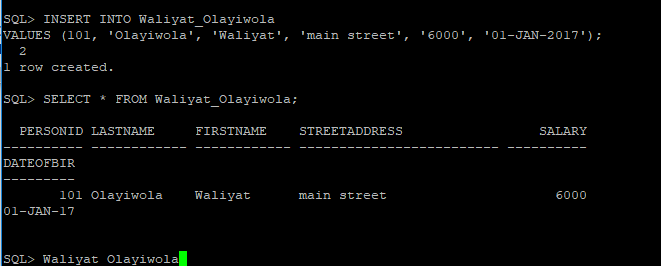 SQL> INSERT INTO Waliyat_Olayiwola
VALUES (101, 'Olayiwola', 'Waliyat', 'main street', '6000', '01-JAN-2017');
  2
1 row created.
SQL> SELECT * FROM Waliyat_Olayiwola;
  PERSONID LASTNAME     FIRSTNAME    STREETADDRESS                 SALARY
---------- ------------ ------------ ------------------------ ----------
DATEOFBIR
---------
       101 Olayiwola    Waliyat      main street                     6000
01-JAN-17
SQL> Waliyat Olayiwola